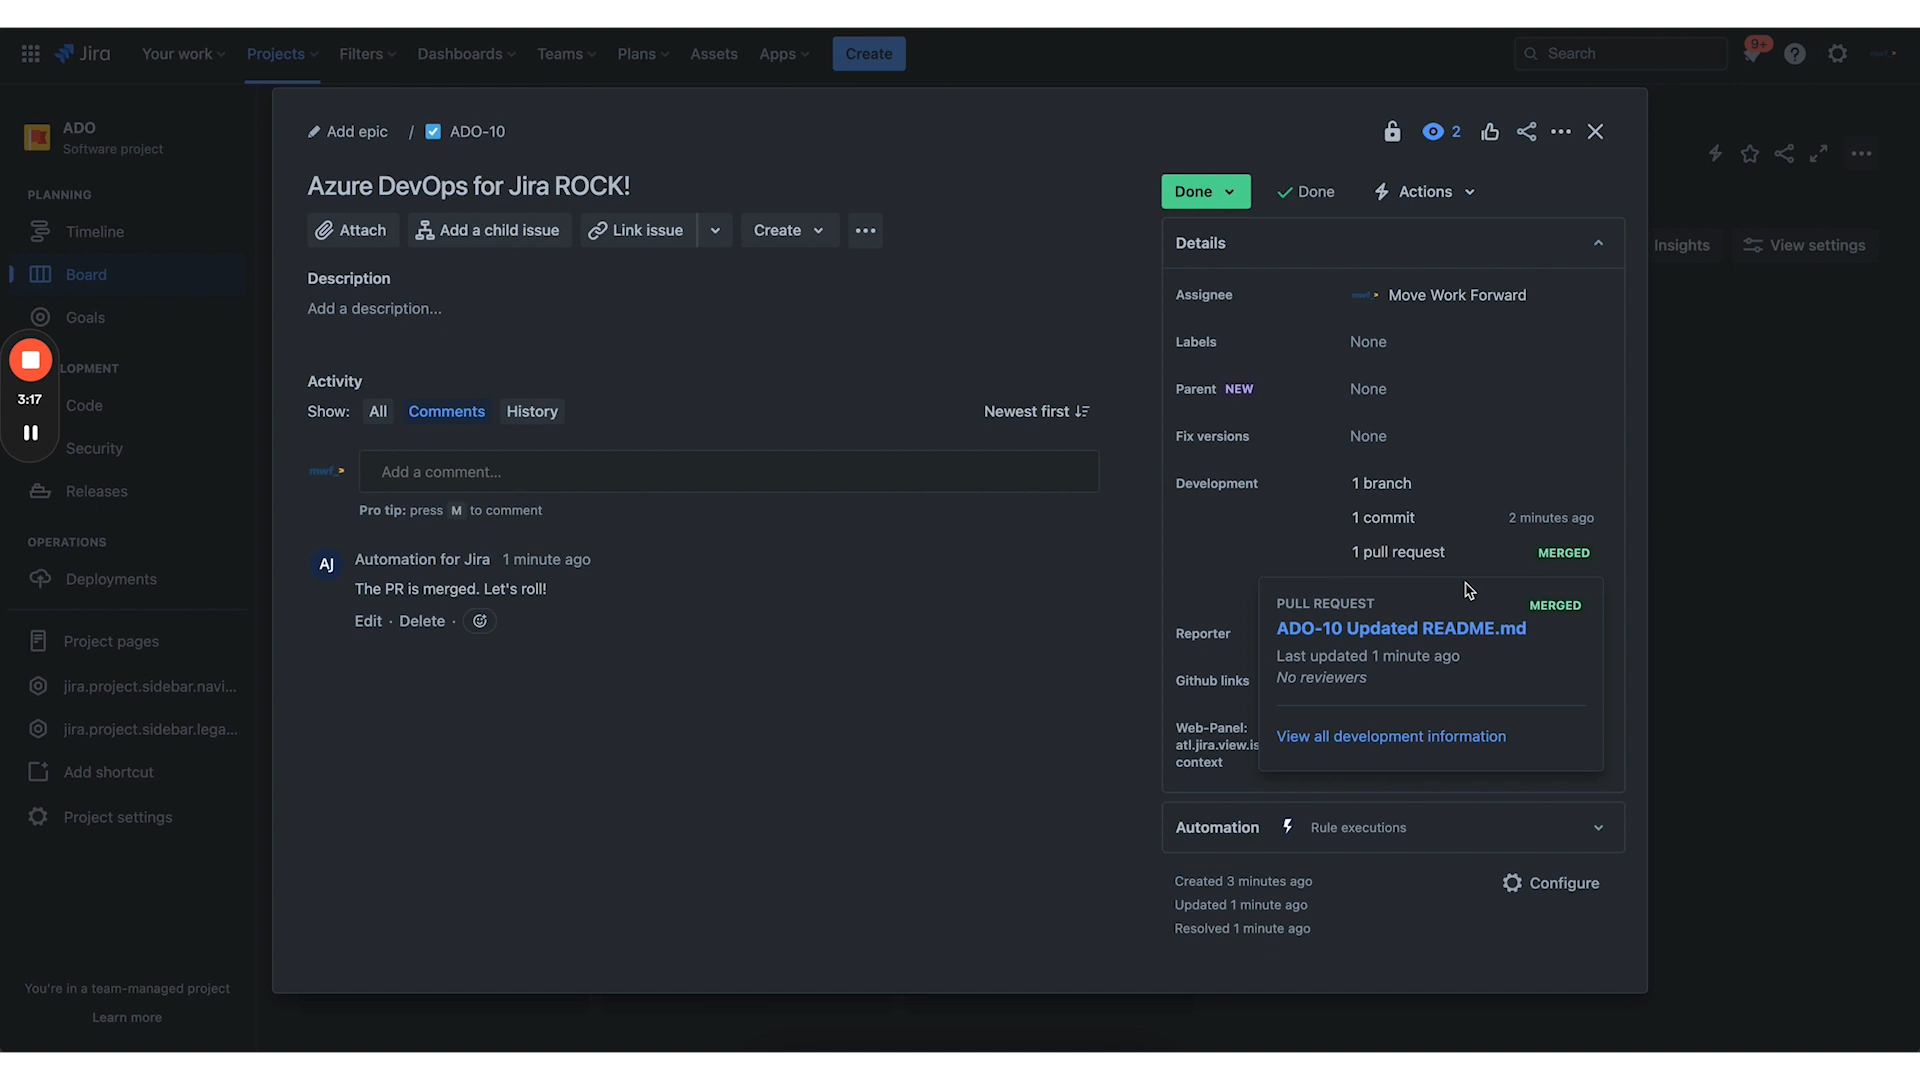 Jira
Your work
Projects
Filters
Dashboards
Teams
Plans
Assets
Apps
Create
Search
9+
ADO
Software project
PLANNING
Timeline
Board
Goals
LOPMENT
3:17
Code
Security
Releases
OPERATIONS
Deployments
Project pages
jira.project.sidebar.navi...
jira.project.sidebar.lega...
Add shortcut
Project settings
You're in a team-managed project
Learn more
Add epic / ADO-10
2
Azure DevOps for Jira ROCK!
Attach
Add a child issue
Link issue
Create
Description
Add a description...
Activity
Show: All Comments History
Newest first
mwf_>
Add a comment...
Pro tip: press M to comment
AJ
Automation for Jira 1 minute ago
The PR is merged. Let's roll!
Edit · Delete ·
Done
Done
Actions
Details
Assignee
Move Work Forward
Labels
None
Parent NEW
None
Fix versions
None
Development
1 branch
1 commit 2 minutes ago
1 pull request MERGED
PULL REQUEST MERGED
ADO-10 Updated README.md
Last updated 1 minute ago
No reviewers
View all development information
Reporter
Github links
Web-Panel:
atl.jira.view.is
context
Automation Rule executions
Created 3 minutes ago
Configure
Updated 1 minute ago
Resolved 1 minute ago
Insights
View settings